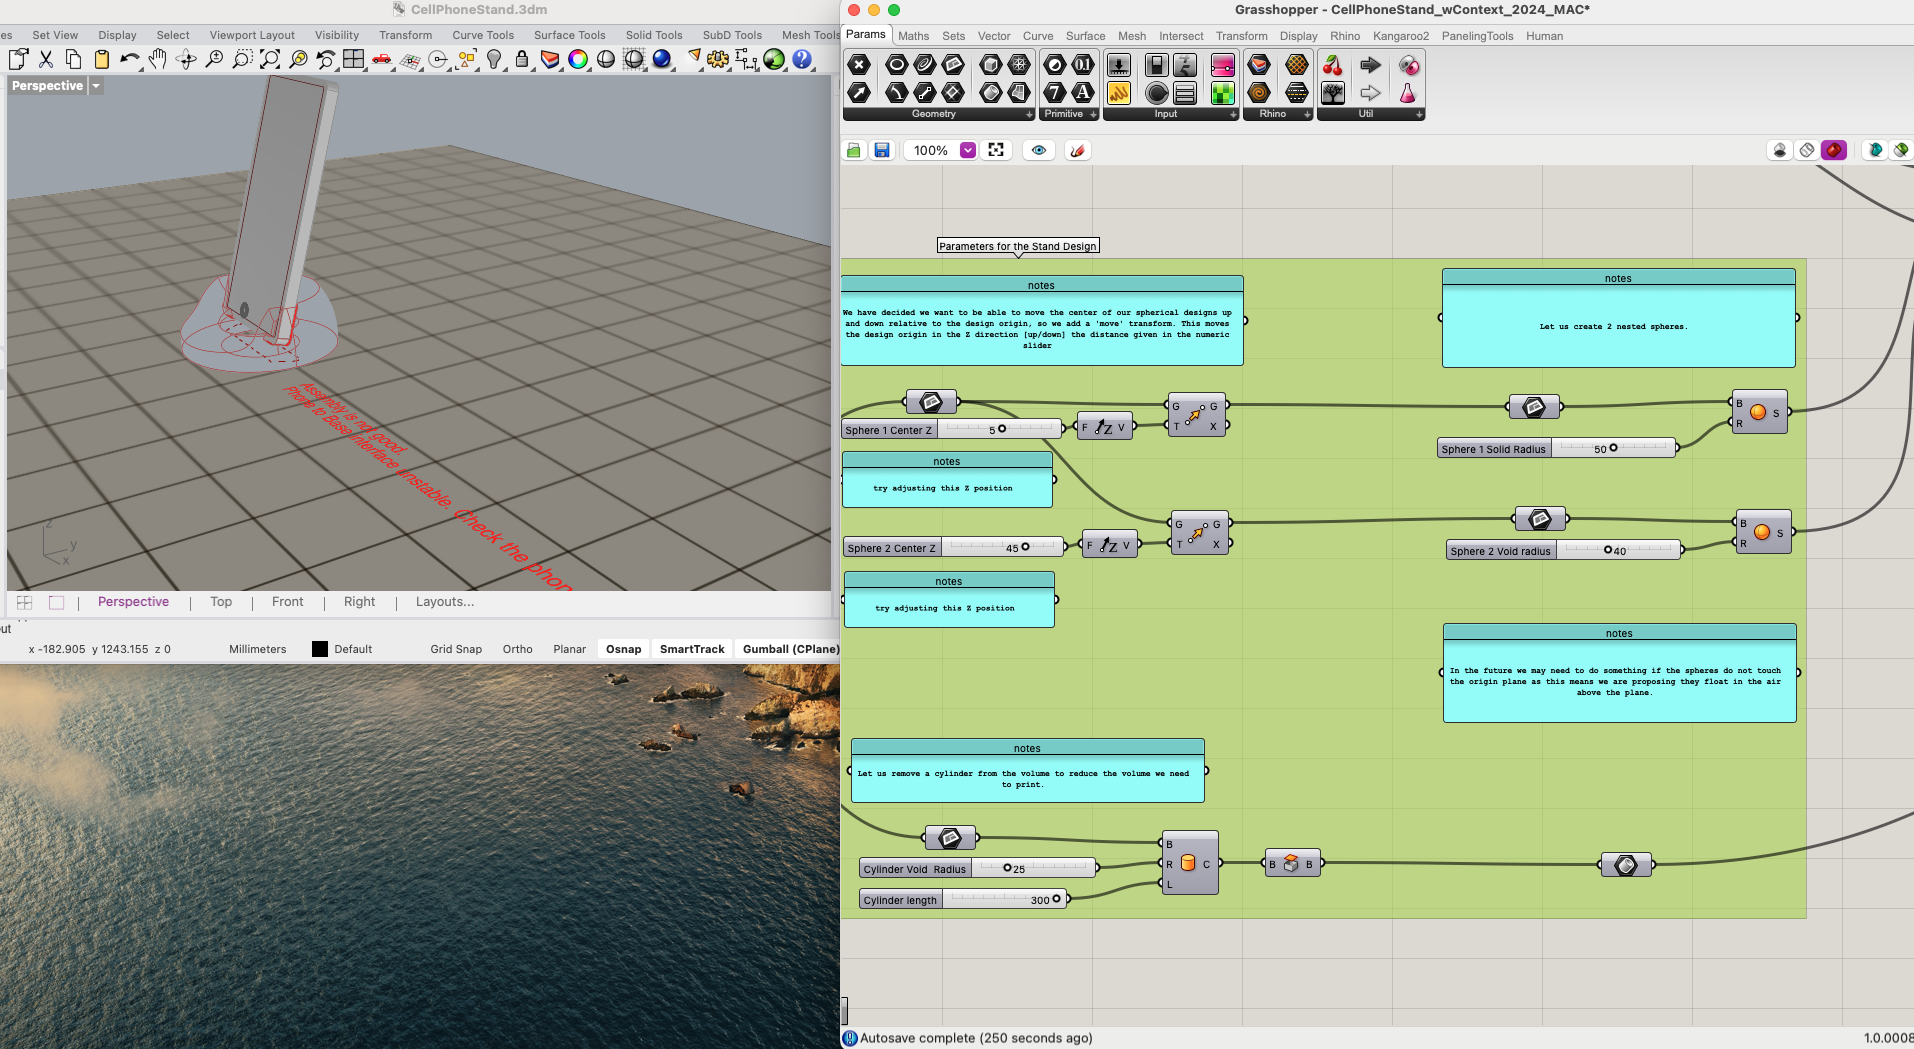 CellPhoneStand.3dm
es Set View Display Select Viewport Layout Visibility Transform Curve Tools Surface Tools Solid Tools SubD Tools Mesh Tools
Perspective
Assembly is not good.
Phone to Base interface unstable. Check the phon
z
y
x
Perspective | Top | Front | Right | Layouts...
out
x -182.905 y 1243.155 z 0 Millimeters Default Grid Snap Ortho Planar Osnap SmartTrack Gumball (CPlane)
Grasshopper - CellPhoneStand_wContext_2024_MAC*
Params Maths Sets Vector Curve Surface Mesh Intersect Transform Display Rhino Kangaroo2 PanelingTools Human
Geometry Primitive Input Rhino Util
100%
Parameters for the Stand Design
notes
We have decided we want to be able to move the center of our spherical designs up
and down relative to the design origin, so we add a 'move' transform. This moves
the design origin in the Z direction [up/down] the distance given in the numeric
slider
notes
Let us create 2 nested spheres.
Sphere 1 Center Z 5
F Z V
G G
T X
Sphere 1 Solid Radius 50
B S
R
notes
try adjusting this Z position
Sphere 2 Center Z 45
F Z V
G G
T X
Sphere 2 Void radius 40
B S
R
notes
try adjusting this Z position
notes
In the future we may need to do something if the spheres do not touch
the origin plane as this means we are proposing they float in the air
above the plane.
notes
Let us remove a cylinder from the volume to reduce the volume we need
to print.
Cylinder Void Radius 25
Cylinder length 300
B
R C
L
B B
Autosave complete (250 seconds ago)
1.0.0008